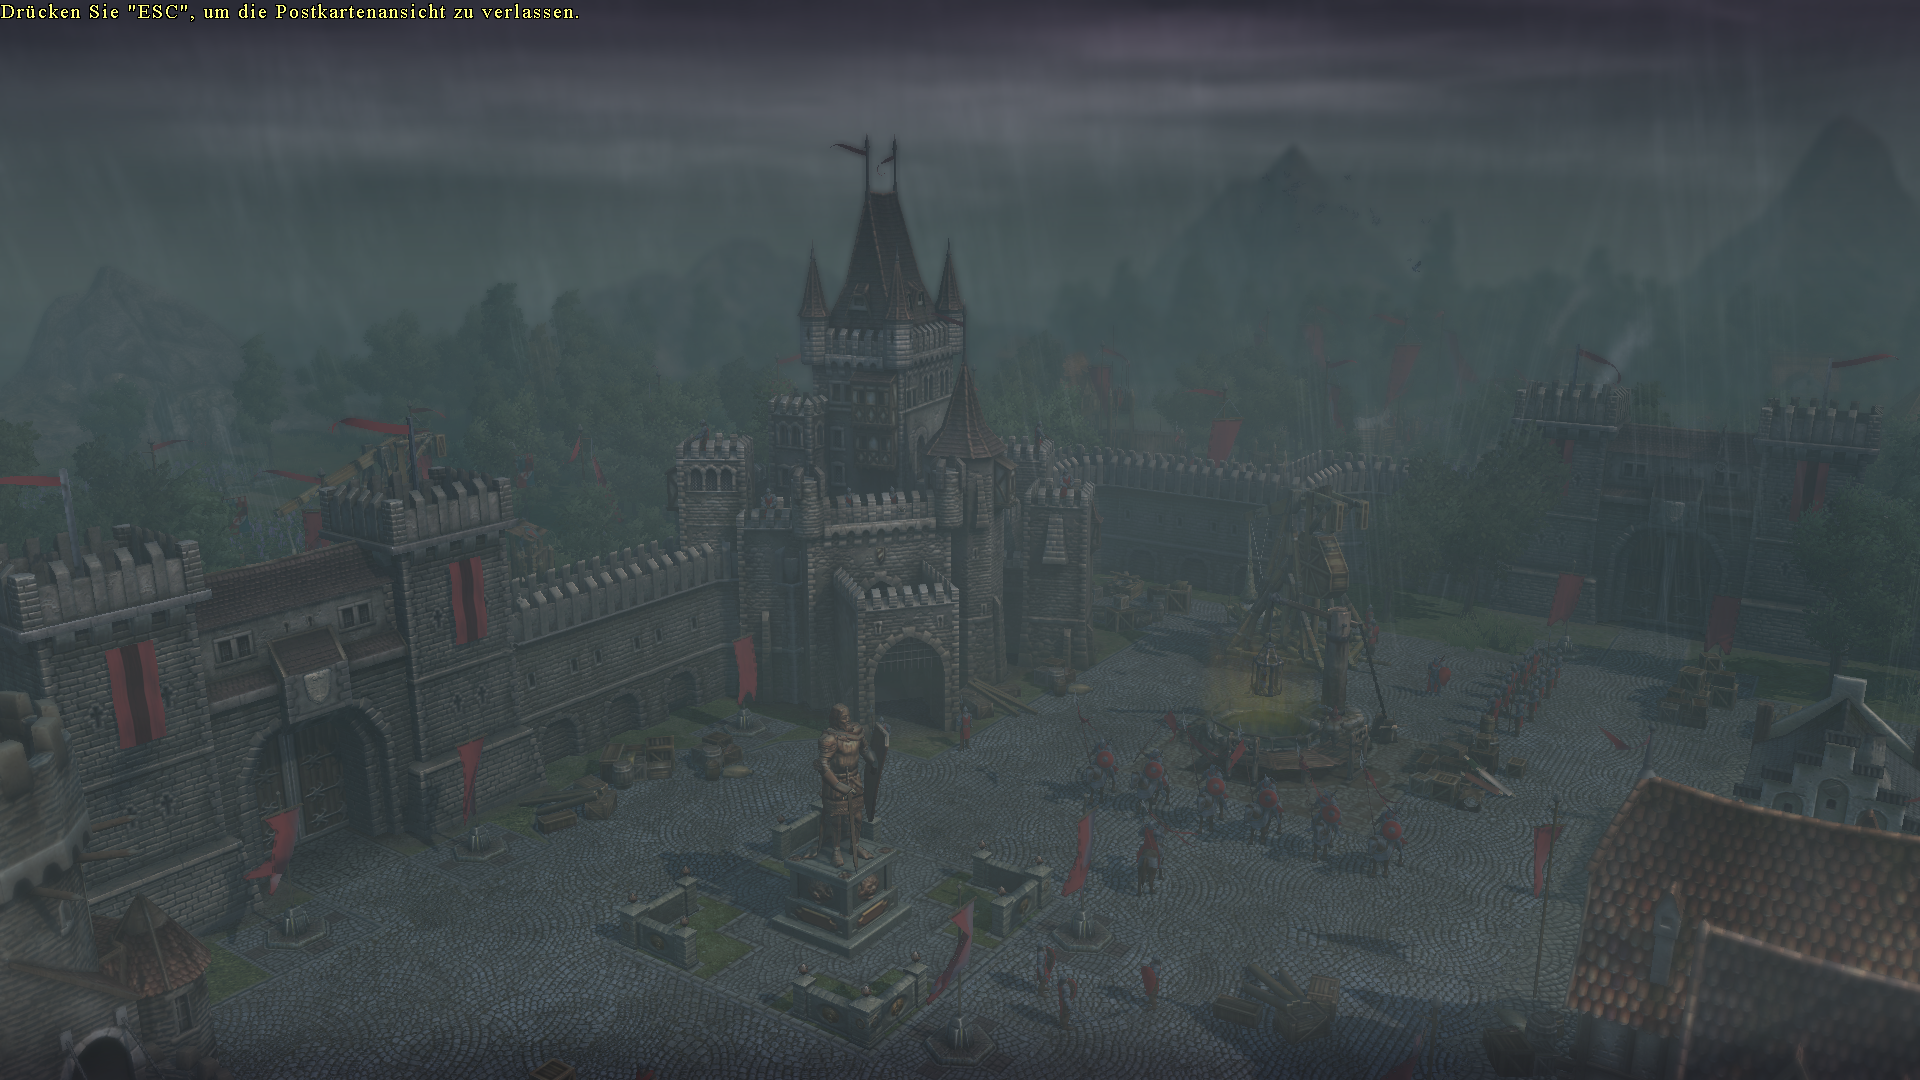 Drücken Sie "ESC", um die Postkartenansicht zu verlassen.